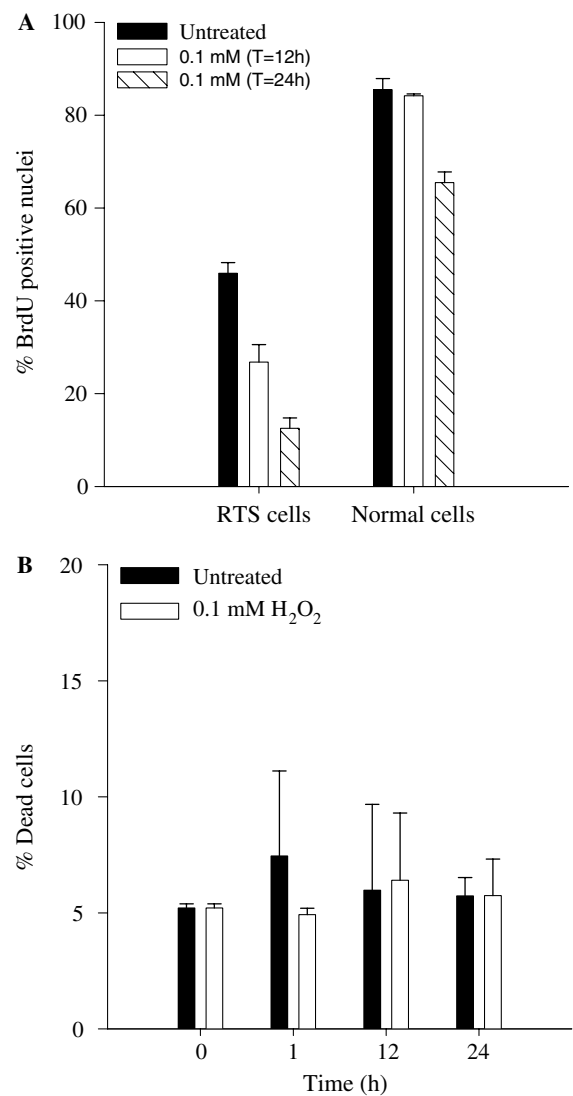 A
100
80
60
40
20
0
% BrdU positive nuclei
Untreated
0.1 mM (T=12h)
0.1 mM (T=24h)
RTS cells
Normal cells
B
20
15
10
5
0
% Dead cells
Untreated
0.1 mM H₂O₂
0
1
12
24
Time (h)